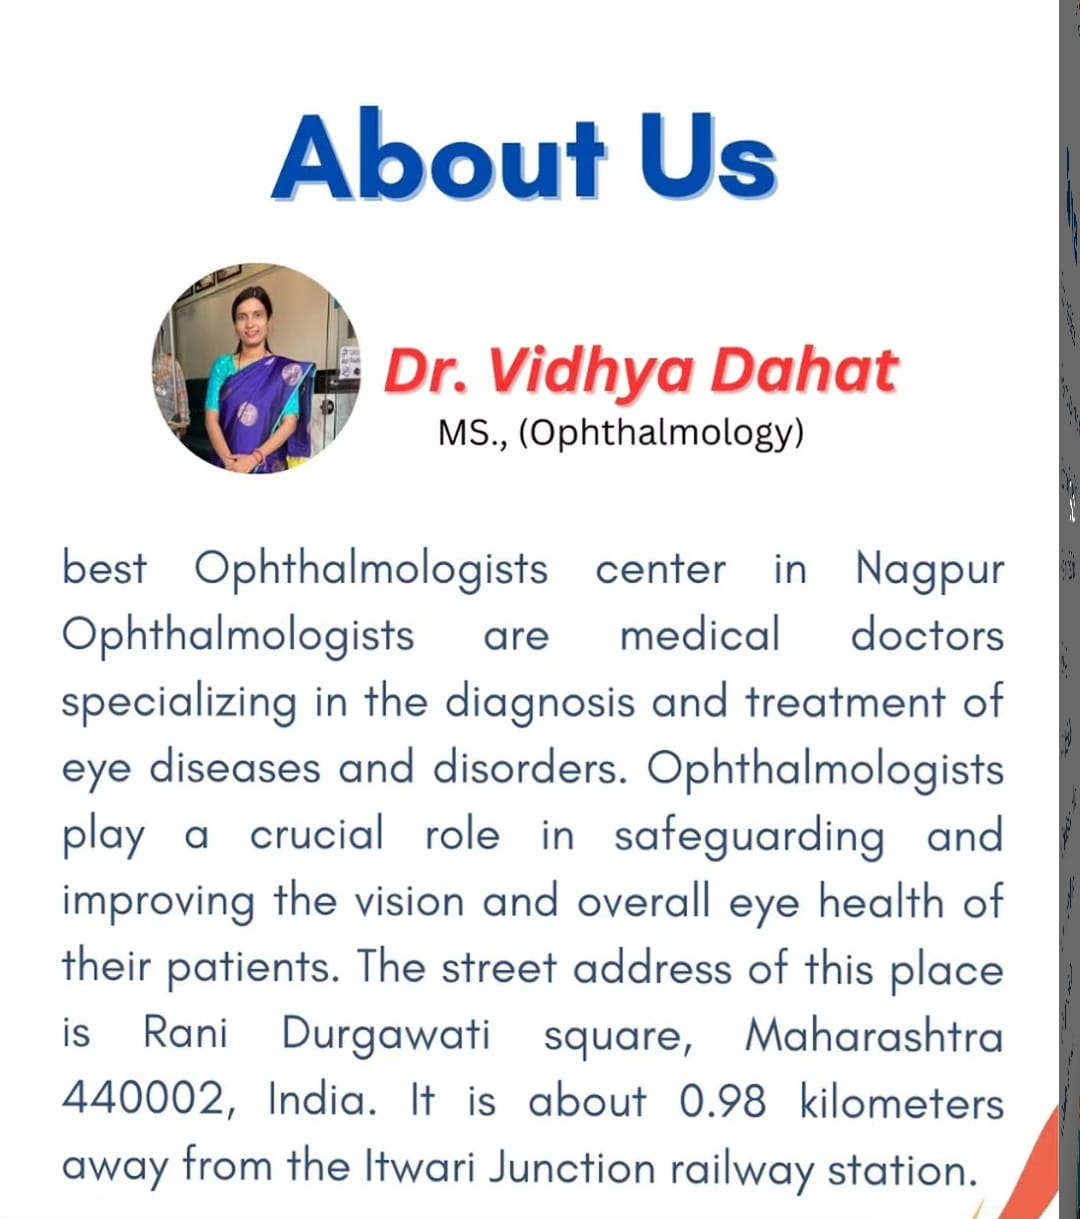 About Us
Dr. Vidhya Dahat
MS., (Ophthalmology)
best Ophthalmologists center in Nagpur
Ophthalmologists are medical doctors
specializing in the diagnosis and treatment of
eye diseases and disorders. Ophthalmologists
play a crucial role in safeguarding and
improving the vision and overall eye health of
their patients. The street address of this place
is Rani Durgawati square, Maharashtra
440002, India. It is about 0.98 kilometers
away from the Itwari Junction railway station.